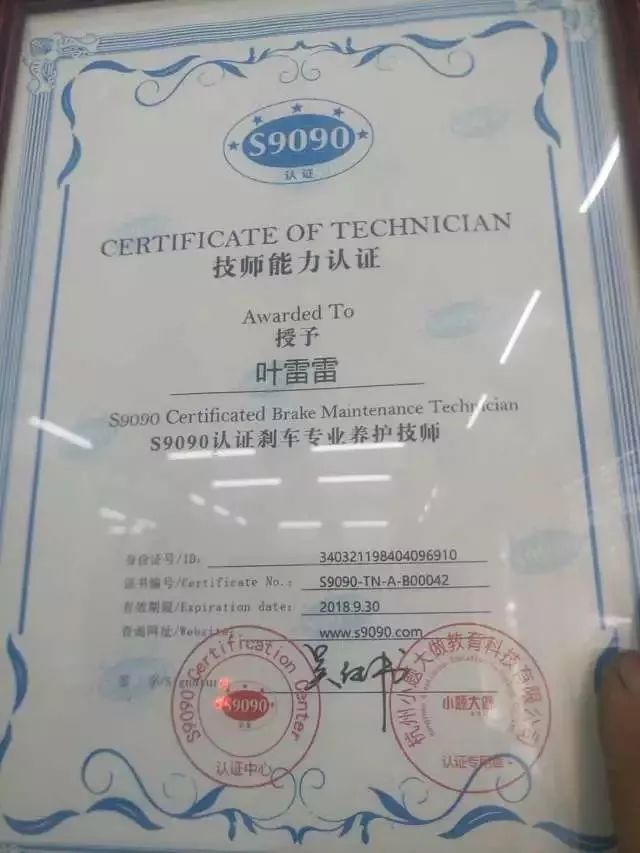 S9090
认证
CERTIFICATE OF TECHNICIAN
技师能力认证
Awarded To
授予
叶雷雷
S9090 Certificated Brake Maintenance Technician
S9090认证刹车专业养护技师
身份证号/ID: 340321198404096910
证书编号/Certificate No.: S9090-TN-A-B00042
有效期限/Expiration date: 2018.9.30
查询网址/Website: www.s9090.com
签 字/Signature
S9090 Certification Center
S9090
认证中心
杭州小题大做教育科技有限公司
小题大做
认证专用章